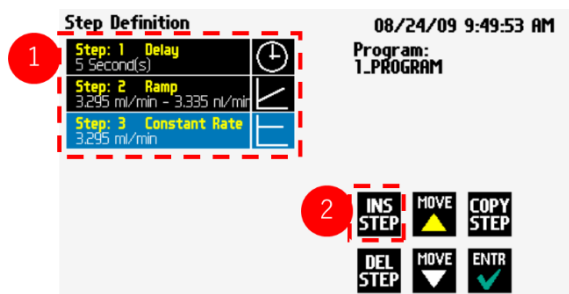 Step Definition
08/24/09 9:49:53 AM
1
Step: 1 Delay
5 Second(s)
Step: 2 Ramp
3.295 ml/min - 3.335 nl/min
Step: 3 Constant Rate
3.295 ml/min
Program:
1_PROGRAM
2
INS STEP
MOVE
COPY STEP
DEL STEP
MOVE
ENTR